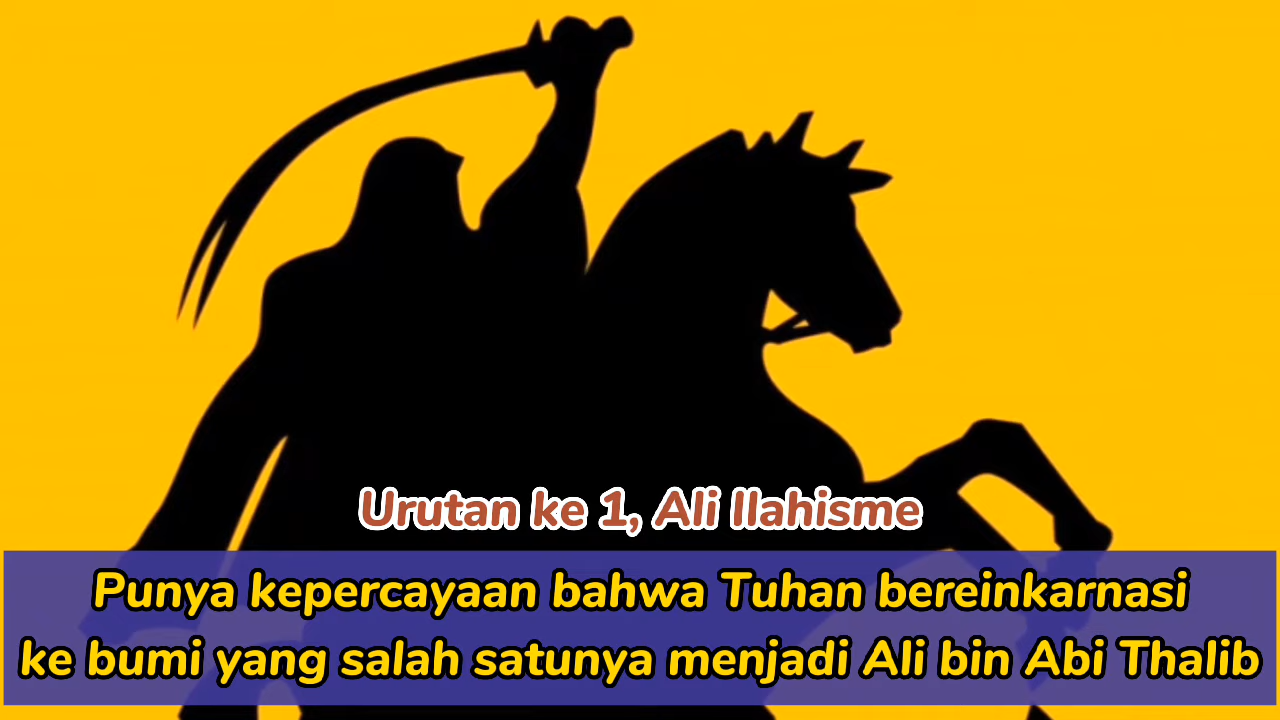 Urutan ke 1, Ali Ilahisme
Punya kepercayaan bahwa Tuhan bereinkarnasi
ke bumi yang salah satunya menjadi Ali bin Abi Thalib